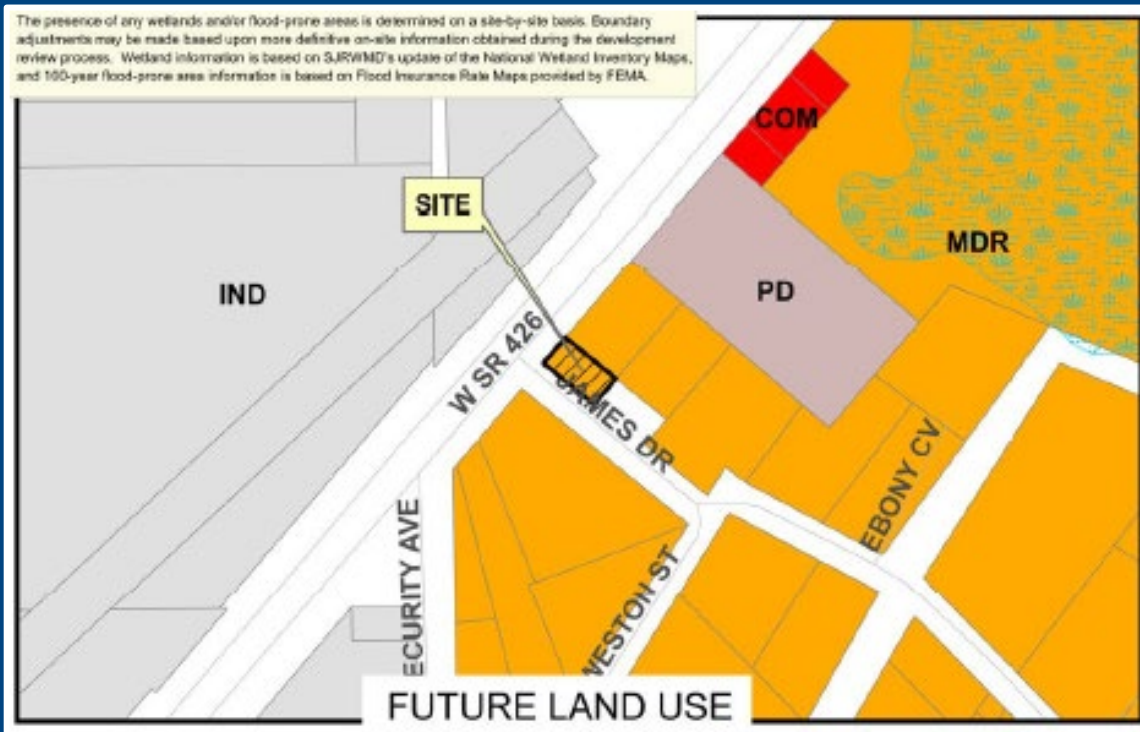 The presence of any wetlands and/or flood-prone areas is determined on a site-by-site basis. Boundary
adjustments may be made based upon more definitive on-site information obtained during the development
review process. Wetland information is based on SJRWMD's update of the National Wetland Inventory Maps,
and 100-year flood-prone area information is based on Flood Insurance Rate Maps provided by FEMA.
COM
SITE
MDR
IND
PD
W SR 426
JAMES DR
EBONY CV
ECURITY AVE
WESTON ST
FUTURE LAND USE